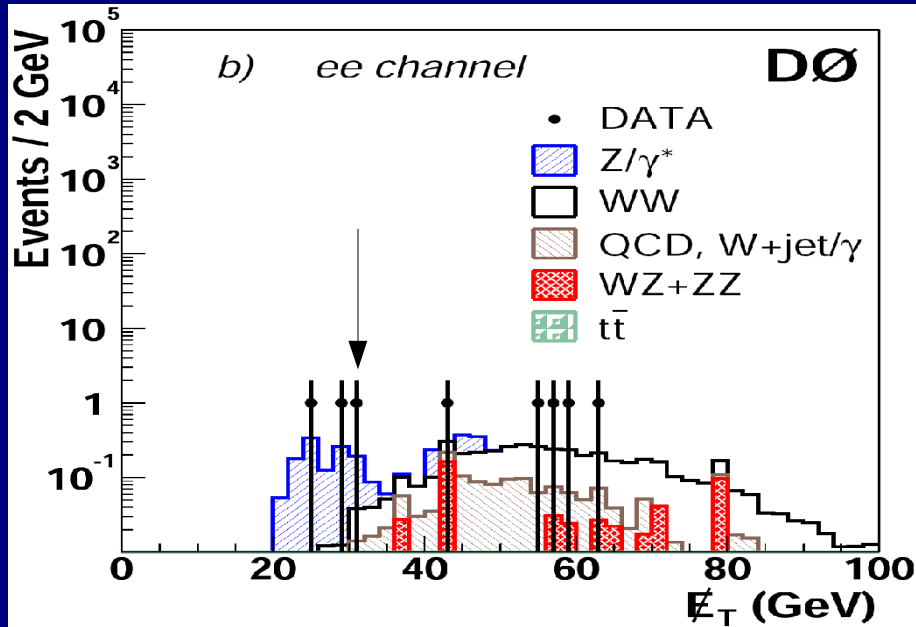 Events / 2 GeV
10⁵
10⁴
10³
10²
10
1
10⁻¹
b) ee channel
DØ
DATA
Z/γ*
WW
QCD, W+jet/γ
WZ+ZZ
tt̄
0 20 40 60 80 100
E̸_T (GeV)